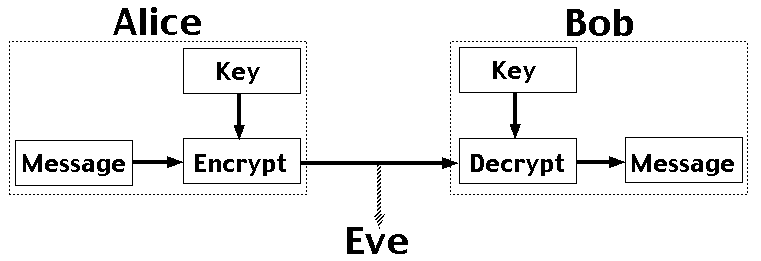 Alice
Bob
Key
Key
Message
Encrypt
Decrypt
Message
Eve